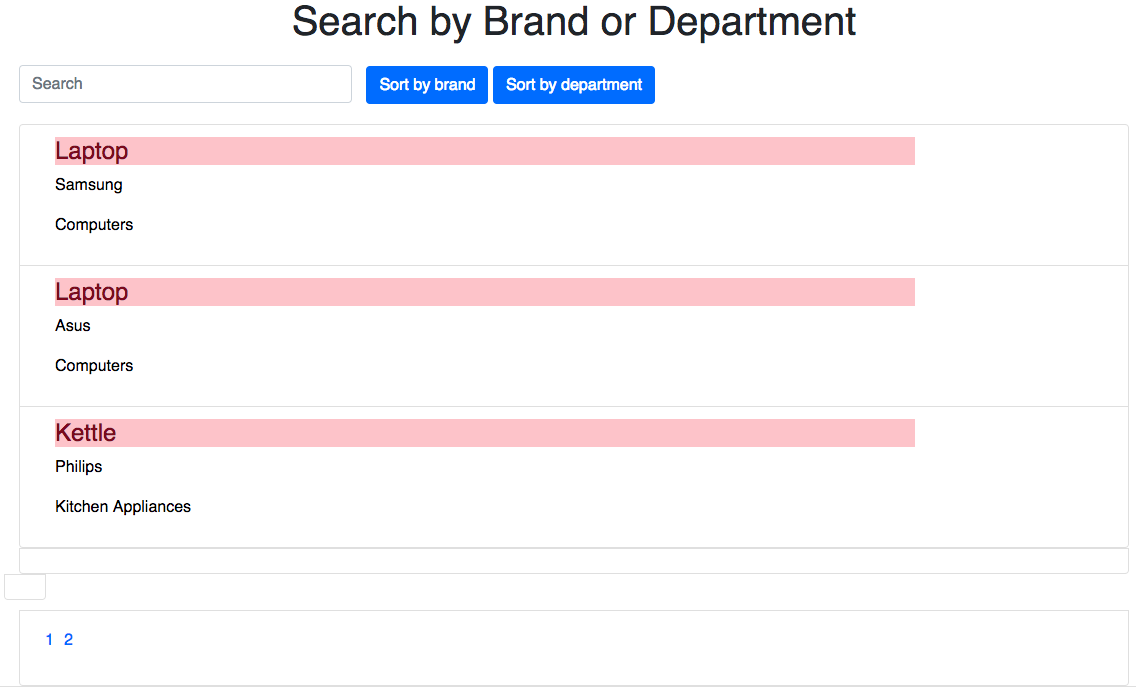 Search by Brand or Department
Search
Sort by brand
Sort by department
Laptop
Samsung
Computers
Laptop
Asus
Computers
Kettle
Philips
Kitchen Appliances
1 2